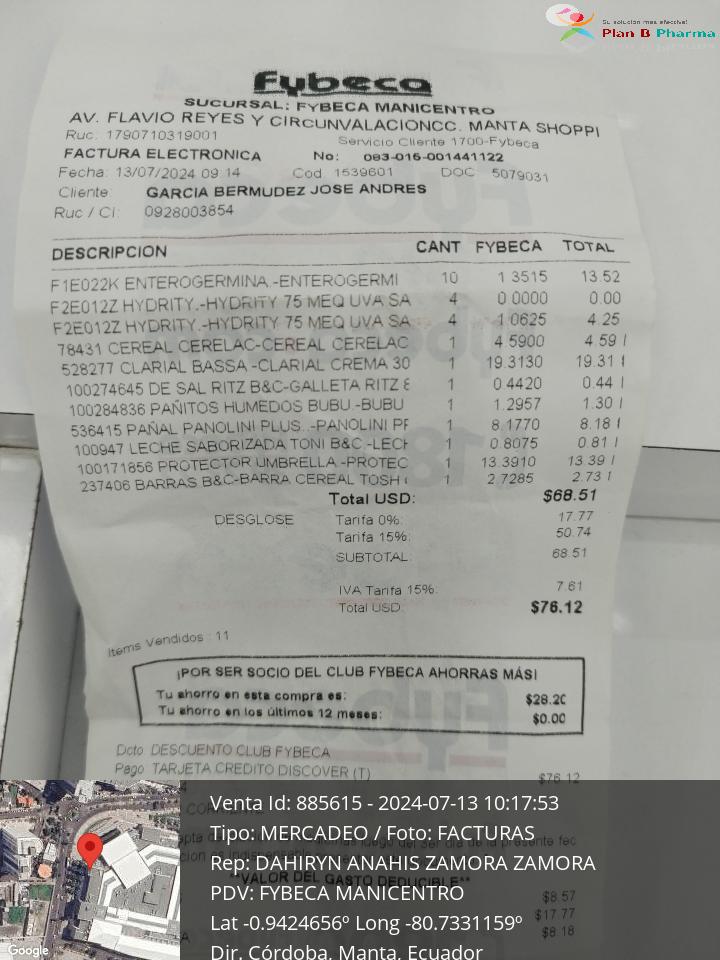 Su solución más efectiva!
Plan B Pharma
Fybeca
SUCURSAL: FYBECA MANICENTRO
AV. FLAVIO REYES Y CIRCUNVALACIONCC. MANTA SHOPPI
Ruc: 1790710319001 Servicio Cliente 1700-Fybeca
FACTURA ELECTRONICA No: 083-016-001441122
Fecha: 13/07/2024 09:14 Cod 1539601 DOC 5079031
Cliente: GARCIA BERMUDEZ JOSE ANDRES
Ruc / CI: 0928003854
DESCRIPCION CANT FYBECA TOTAL
F1E022K ENTEROGERMINA.-ENTEROGERMI 10 1.3515 13.52
F2E012Z HYDRITY.-HYDRITY 75 MEQ UVA SA 4 0.0000 0.00
F2E012Z HYDRITY.-HYDRITY 75 MEQ UVA SA 4 1.0625 4.25
78431 CEREAL CERELAC-CEREAL CERELAC 1 4.5900 4.59 I
528277 CLARIAL BASSA -CLARIAL CREMA 30 1 19.3130 19.31 I
100274645 DE SAL RITZ B&C-GALLETA RITZ 1 0.4420 0.44 I
100284836 PAÑITOS HUMEDOS BUBU.-BUBU 1 1.2957 1.30 I
536415 PAÑAL PANOLINI PLUS..-PANOLINI PF 1 8.1770 8.18 I
100947 LECHE SABORIZADA TONI B&C.-LECH 1 0.8075 0.81 I
100171856 PROTECTOR UMBRELLA.-PROTEC 1 13.3910 13.39 I
237406 BARRAS B&C-BARRA CEREAL TOSH 1 2.7285 2.73 I
Total USD: $68.51
DESGLOSE Tarifa 0%: 17.77
Tarifa 15%: 50.74
SUBTOTAL: 68.51
IVA Tarifa 15%: 7.61
Total USD: $76.12
Items Vendidos : 11
¡POR SER SOCIO DEL CLUB FYBECA AHORRAS MÁS!
Tu ahorro en esta compra es: $28.20
Tu ahorro en los últimos 12 meses: $0.00
Dcto DESCUENTO CLUB FYBECA
Pago TARJETA CREDITO DISCOVER (T) $76.12
**VALOR DEL GASTO DEDUCIBLE**
$8.57
$17.77
$8.18
Venta Id: 885615 - 2024-07-13 10:17:53
Tipo: MERCADEO / Foto: FACTURAS
Rep: DAHIRYN ANAHIS ZAMORA ZAMORA
PDV: FYBECA MANICENTRO
Lat -0.9424656º Long -80.7331159º
Dir. Córdoba, Manta, Ecuador
Google